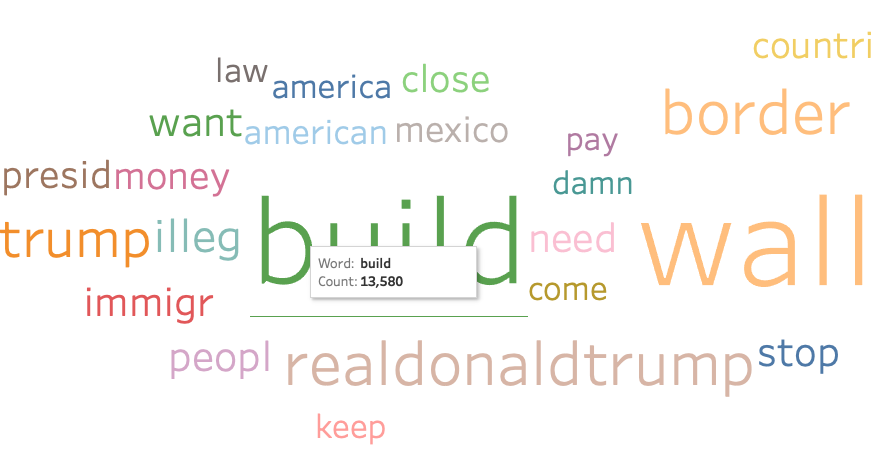 countri
law
america
close
want
american
mexico
border
pay
presid
money
damn
trump
illeg
build
need
wall
Word: build
Count: 13,580
come
immigr
peopl
realdonaldtrump
stop
keep